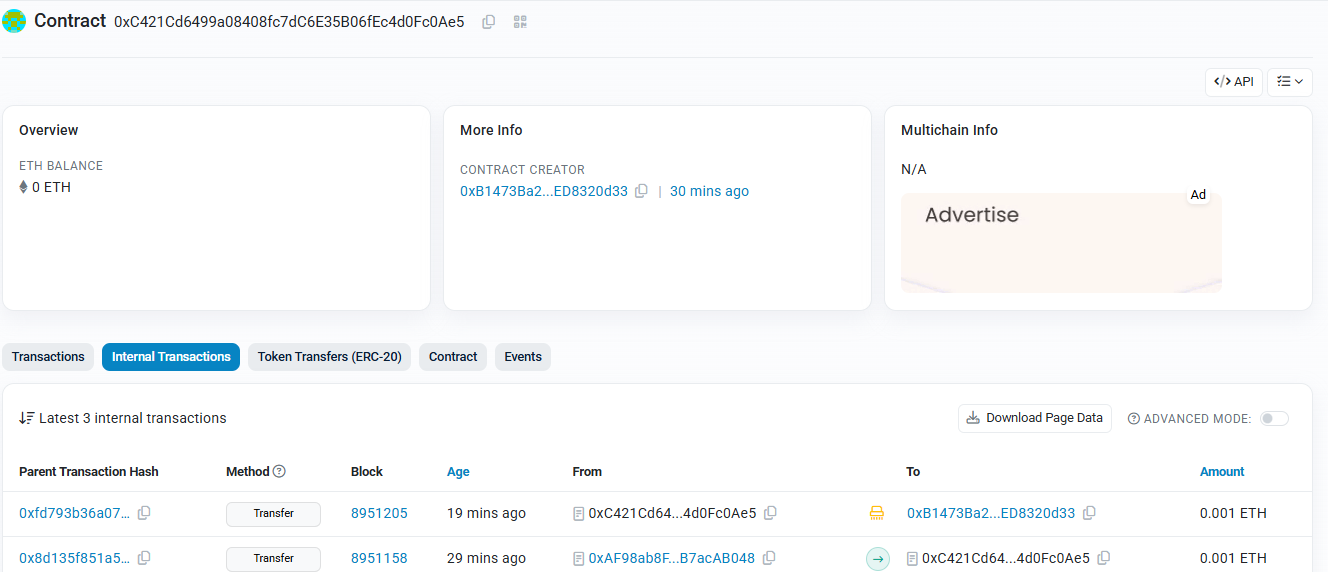 Contract 0xC421Cd6499a08408fc7dC6E35B06fEc4d0Fc0Ae5
API
Overview
ETH BALANCE
0 ETH
More Info
CONTRACT CREATOR
0xB1473Ba2...ED8320d33 | 30 mins ago
Multichain Info
N/A
Ad
Advertise
Transactions Internal Transactions Token Transfers (ERC-20) Contract Events
Latest 3 internal transactions Download Page Data ADVANCED MODE:
Parent Transaction Hash Method Block Age From To Amount
0xfd793b36a07... Transfer 8951205 19 mins ago 0xC421Cd64...4d0Fc0Ae5 0xB1473Ba2...ED8320d33 0.001 ETH
0x8d135f851a5... Transfer 8951158 29 mins ago 0xAF98ab8F...B7acAB048 0xC421Cd64...4d0Fc0Ae5 0.001 ETH